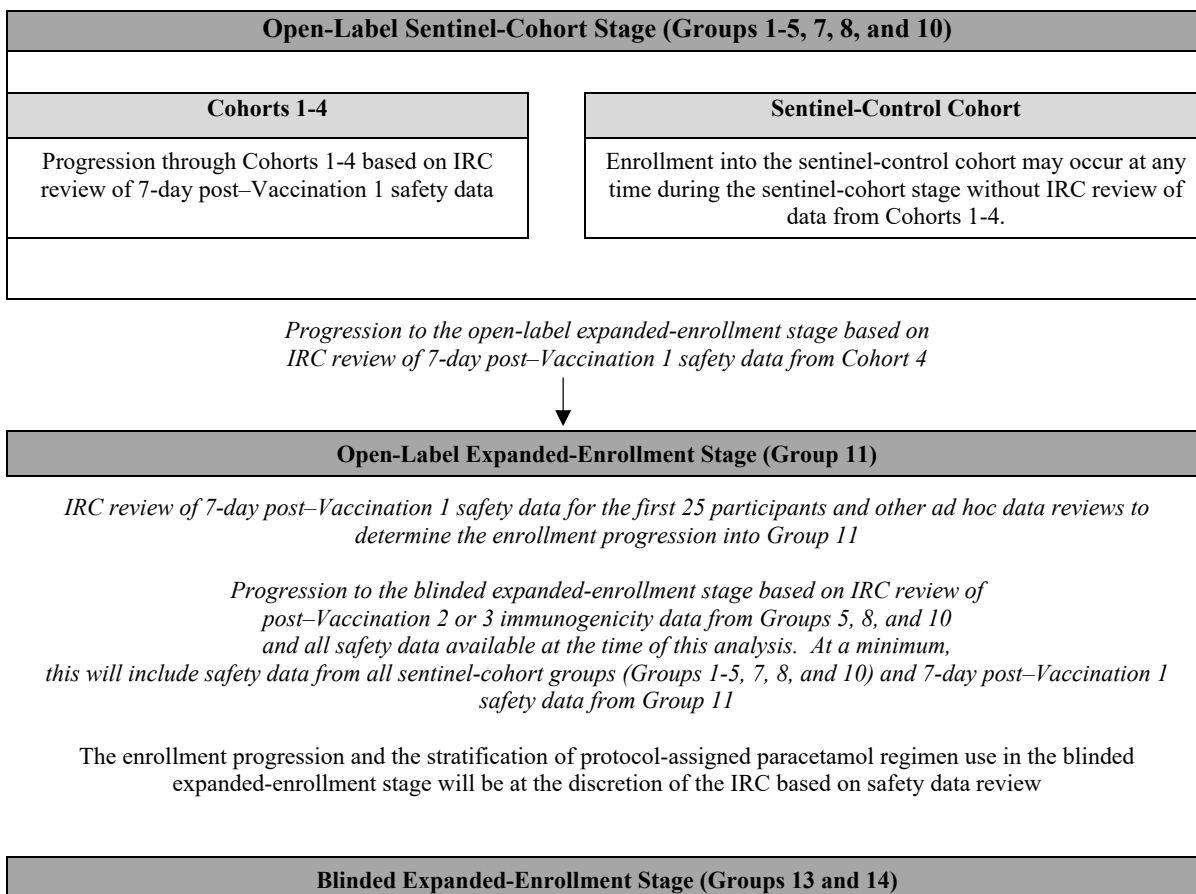 Open-Label Sentinel-Cohort Stage (Groups 1-5, 7, 8, and 10)
Cohorts 1-4
Progression through Cohorts 1-4 based on IRC
review of 7-day post–Vaccination 1 safety data
Sentinel-Control Cohort
Enrollment into the sentinel-control cohort may occur at any
time during the sentinel-cohort stage without IRC review of
data from Cohorts 1-4.
Progression to the open-label expanded-enrollment stage based on
IRC review of 7-day post–Vaccination 1 safety data from Cohort 4
Open-Label Expanded-Enrollment Stage (Group 11)
IRC review of 7-day post–Vaccination 1 safety data for the first 25 participants and other ad hoc data reviews to
determine the enrollment progression into Group 11
Progression to the blinded expanded-enrollment stage based on IRC review of
post–Vaccination 2 or 3 immunogenicity data from Groups 5, 8, and 10
and all safety data available at the time of this analysis. At a minimum,
this will include safety data from all sentinel-cohort groups (Groups 1-5, 7, 8, and 10) and 7-day post–Vaccination 1
safety data from Group 11
The enrollment progression and the stratification of protocol-assigned paracetamol regimen use in the blinded
expanded-enrollment stage will be at the discretion of the IRC based on safety data review
Blinded Expanded-Enrollment Stage (Groups 13 and 14)